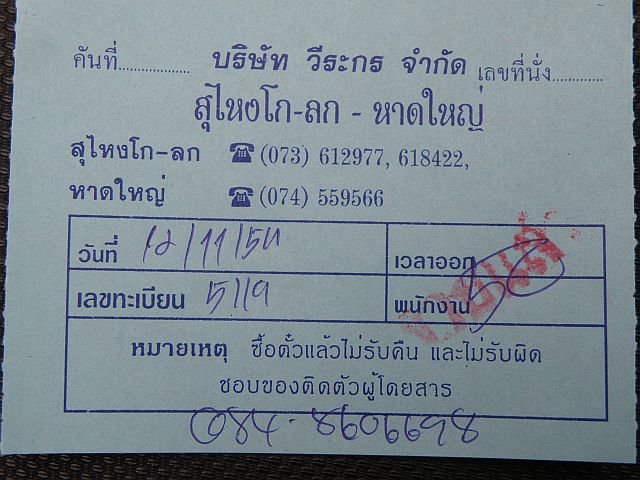 คันที่.................. บริษัท วีระกร จำกัด เลขที่นั่ง.............
สุไหงโก-ลก - หาดใหญ่
สุไหงโก-ลก ☎ (073) 612977, 618422,
หาดใหญ่ ☎ (074) 559566
วันที่ 12/11/54 เวลาออก
เลขทะเบียน 5119 พนักงาน
หมายเหตุ ซื้อตั๋วแล้วไม่รับคืน และไม่รับผิด
ชอบของติดตัวผู้โดยสาร
084-8606698